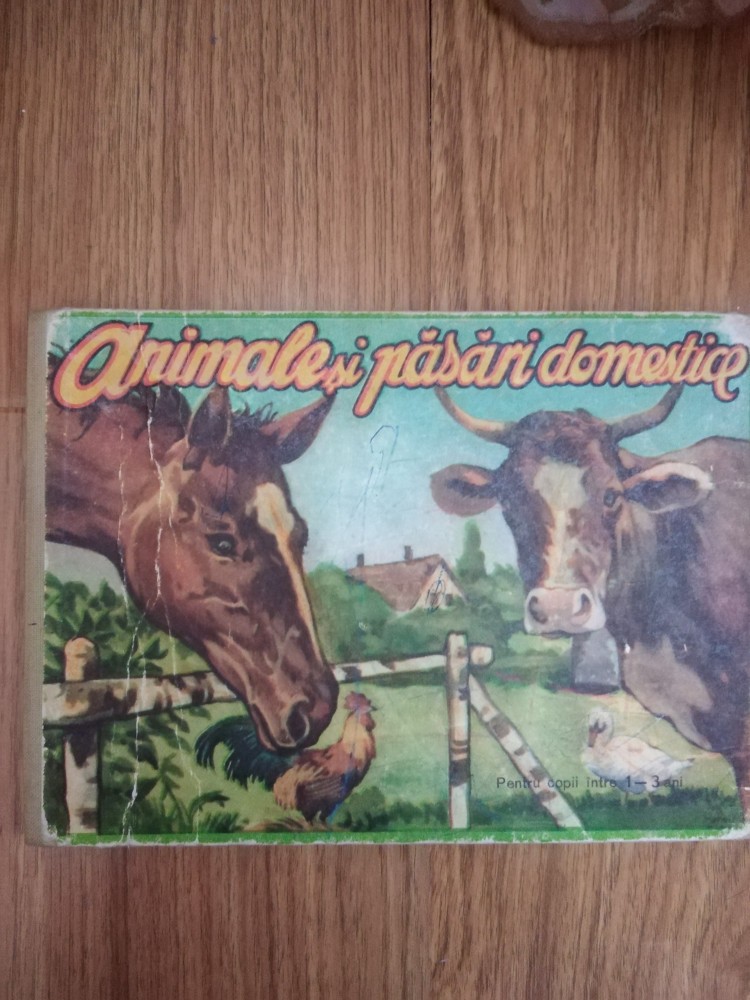 Animale și păsări domestice
Pentru copii între 1—3 ani